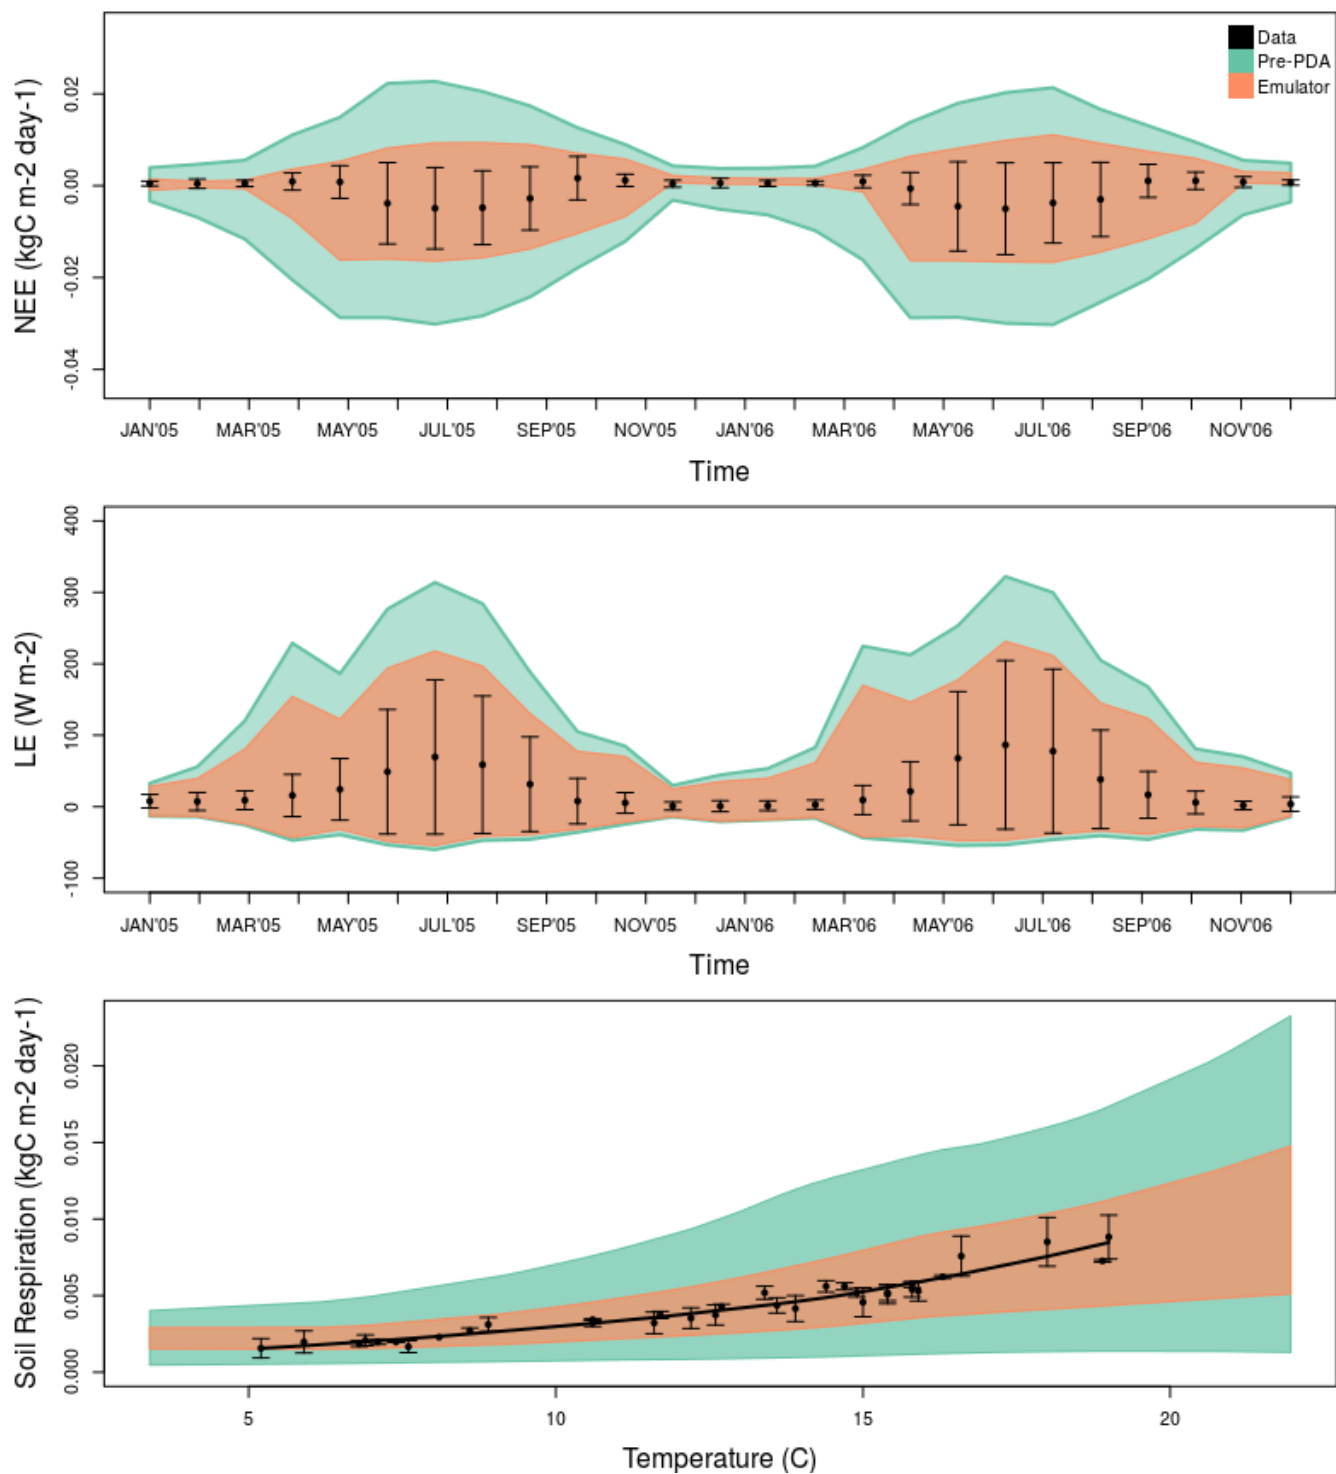 Data
Pre-PDA
Emulator
NEE (kgC m-2 day-1)
0.02
0.00
-0.02
-0.04
JAN'05 MAR'05 MAY'05 JUL'05 SEP'05 NOV'05 JAN'06 MAR'06 MAY'06 JUL'06 SEP'06 NOV'06
Time
LE (W m-2)
400
300
200
100
0
-100
JAN'05 MAR'05 MAY'05 JUL'05 SEP'05 NOV'05 JAN'06 MAR'06 MAY'06 JUL'06 SEP'06 NOV'06
Time
Soil Respiration (kgC m-2 day-1)
0.020
0.015
0.010
0.005
0.000
5 10 15 20
Temperature (C)